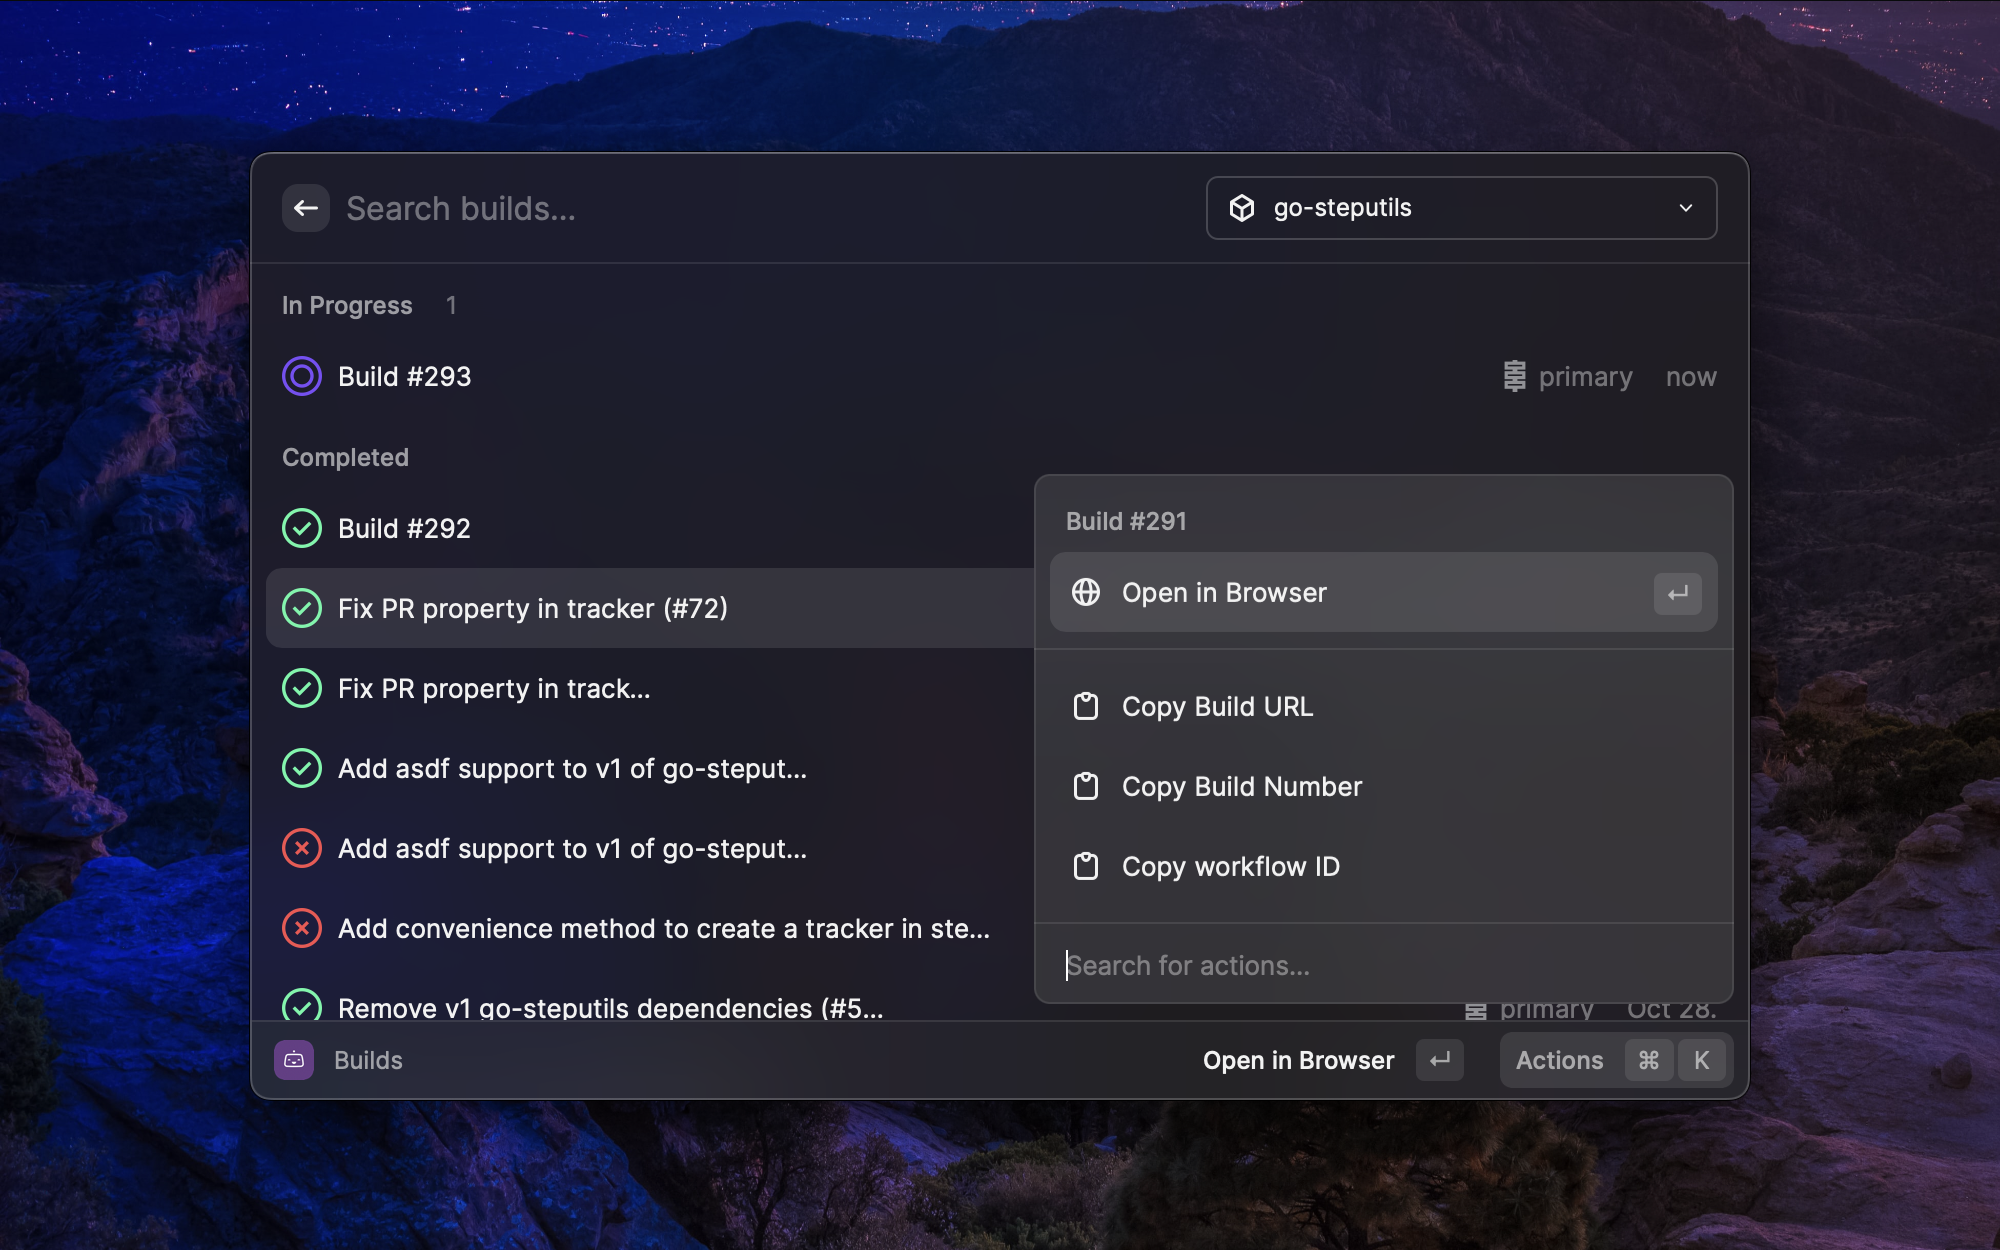 Search builds...
go-steputils
In Progress 1
Build #293 primary now
Completed
Build #292
Fix PR property in tracker (#72)
Fix PR property in track...
Add asdf support to v1 of go-steput...
Add asdf support to v1 of go-steput...
Add convenience method to create a tracker in ste...
Remove v1 go-steputils dependencies (#5... primary Oct 28.
Build #291
Open in Browser
Copy Build URL
Copy Build Number
Copy workflow ID
Search for actions...
Builds
Open in Browser
Actions ⌘ K